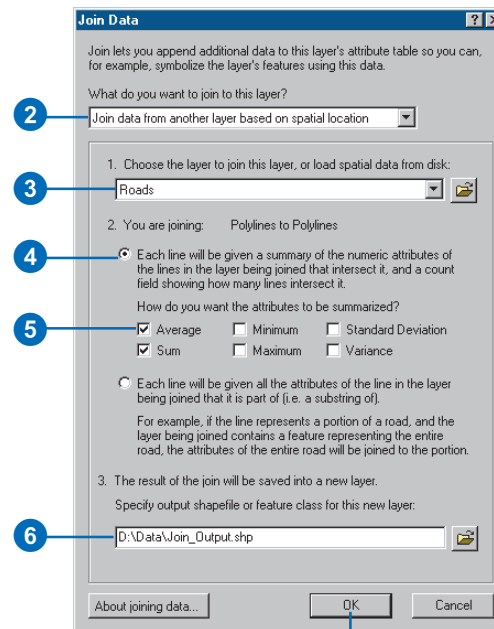 Join Data
Join lets you append additional data to this layer's attribute table so you can,
for example, symbolize the layer's features using this data.
What do you want to join to this layer?
2
Join data from another layer based on spatial location
1. Choose the layer to join this layer, or load spatial data from disk:
3
Roads
2. You are joining: Polylines to Polylines
4
Each line will be given a summary of the numeric attributes of
the lines in the layer being joined that intersect it, and a count
field showing how many lines intersect it.
How do you want the attributes to be summarized?
5
Average Minimum Standard Deviation
Sum Maximum Variance
Each line will be given all the attributes of the line in the layer
being joined that it is part of (i.e. a substring of).
For example, if the line represents a portion of a road, and the
layer being joined contains a feature representing the entire
road, the attributes of the entire road will be joined to the portion.
3. The result of the join will be saved into a new layer.
Specify output shapefile or feature class for this new layer:
6
D:\Data\Join_Output.shp
About joining data... OK Cancel